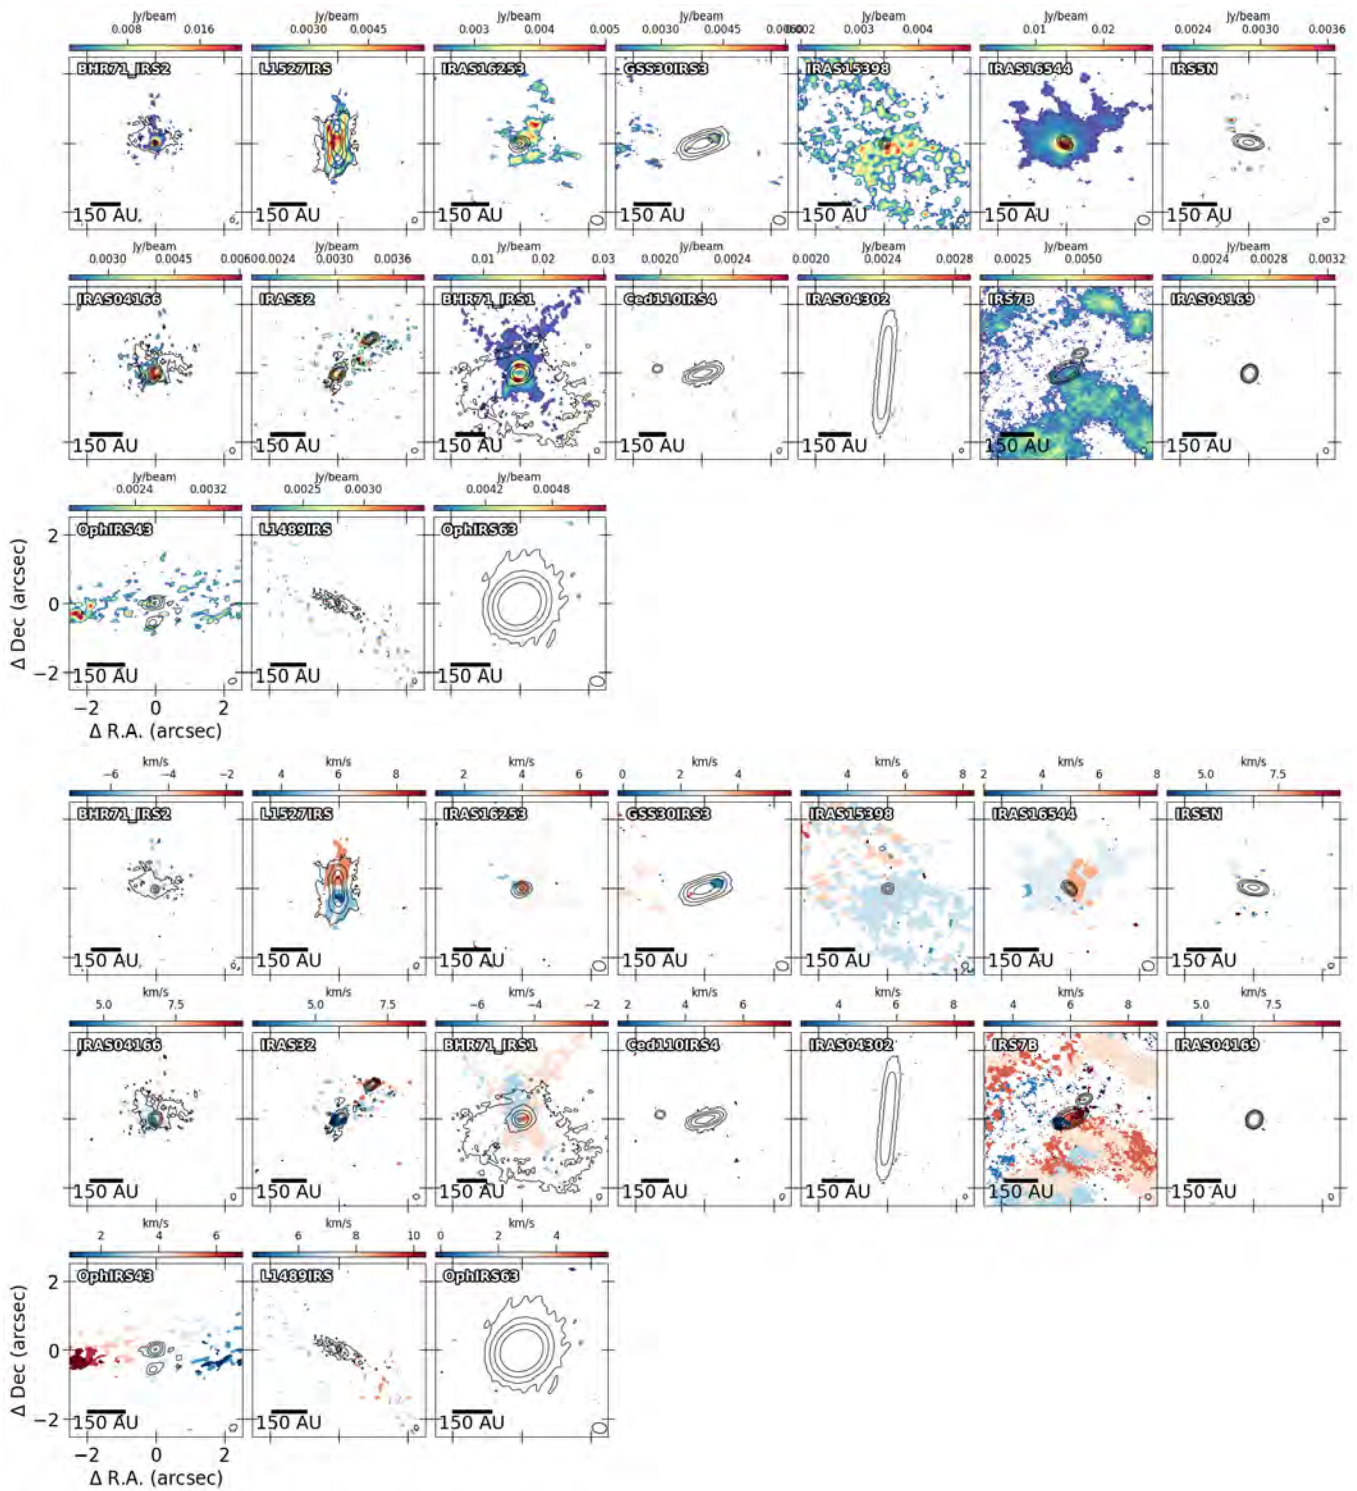 Jy/beam Jy/beam Jy/beam Jy/beam Jy/beam Jy/beam Jy/beam
0.008 0.016 0.0030 0.0045 0.003 0.004 0.005 0.0030 0.0045 0.003 0.004 0.01 0.02 0.0024 0.0030 0.0036
BHR71_IRS2 L1527IRS IRAS16253 GSS30IRS3 IRAS15398 IRAS16544 IRS5N
150 AU 150 AU 150 AU 150 AU 150 AU 150 AU 150 AU
Jy/beam Jy/beam Jy/beam Jy/beam Jy/beam Jy/beam Jy/beam
0.0030 0.0045 0.0024 0.0030 0.0036 0.01 0.02 0.03 0.0020 0.0024 0.0020 0.0024 0.0028 0.0025 0.0050 0.0024 0.0028 0.0032
IRAS04166 IRAS32 BHR71_IRS1 Ced110IRS4 IRAS04302 IRS7B IRAS04169
150 AU 150 AU 150 AU 150 AU 150 AU 150 AU 150 AU
Jy/beam Jy/beam Jy/beam
0.0024 0.0032 0.0025 0.0030 0.0042 0.0048
OphIRS43 L1489IRS OphIRS63
2
0
−2
Δ Dec (arcsec)
150 AU 150 AU 150 AU
−2 0 2
Δ R.A. (arcsec)
km/s km/s km/s km/s km/s km/s km/s
−6 −4 −2 4 6 8 2 4 6 0 2 4 4 6 8 2 4 6 8 5.0 7.5
BHR71_IRS2 L1527IRS IRAS16253 GSS30IRS3 IRAS15398 IRAS16544 IRS5N
150 AU 150 AU 150 AU 150 AU 150 AU 150 AU 150 AU
km/s km/s km/s km/s km/s km/s km/s
5.0 7.5 5.0 7.5 −6 −4 −2 2 4 6 4 6 8 4 6 8 5.0 7.5
IRAS04166 IRAS32 BHR71_IRS1 Ced110IRS4 IRAS04302 IRS7B IRAS04169
150 AU 150 AU 150 AU 150 AU 150 AU 150 AU 150 AU
km/s km/s km/s
2 4 6 6 8 10 0 2 4
OphIRS43 L1489IRS OphIRS63
2
0
−2
Δ Dec (arcsec)
150 AU 150 AU 150 AU
−2 0 2
Δ R.A. (arcsec)